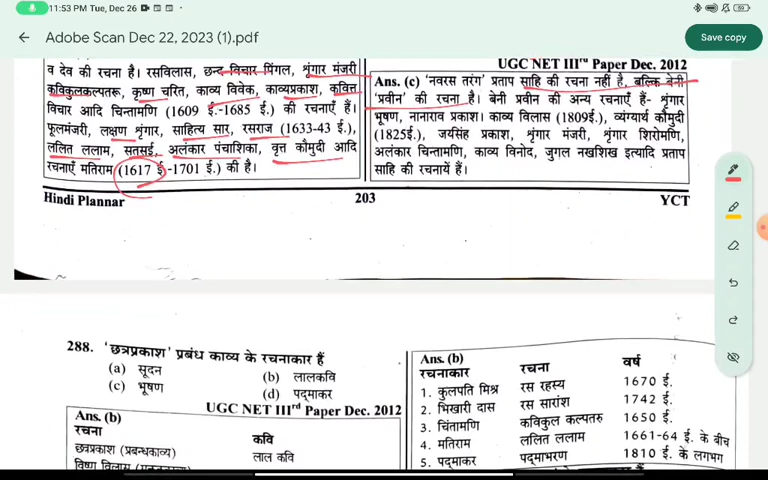 11:53 PM Tue, Dec 26
59
Adobe Scan Dec 22, 2023 (1).pdf
Save copy
व देव की रचना है। रसविलास, छन्द विचार पिंगल, शृंगार मंजरी
कविकुलकल्पतरू, कृष्ण चरित, काव्य विवेक, काव्यप्रकाश, कवित्त
विचार आदि चिन्तामणि (1609 ई.-1685 ई.) की रचनाएँ हैं।
फूलमंजरी, लक्षण शृंगार, साहित्य सार, रसराज (1633-43 ई.),
ललित ललाम, सतसई, अलंकार पंचाशिका, वृत्त कौमुदी आदि
रचनाएँ मतिराम (1617 ई.-1701 ई.) की है।
UGC NET IIIrd Paper Dec. 2012
Ans. (c) 'नवरस तरंग' प्रताप साहि की रचना नहीं है, बल्कि बेनी
'प्रवीन' की रचना है। बेनी प्रवीन की अन्य रचनाएँ है- शृंगार
भूषण, नानाराव प्रकाश। काव्य विलास (1809ई.), व्यंग्यार्थ कौमुदी
(1825ई.), जयसिंह प्रकाश, शृंगार मंजरी, शृंगार शिरोमणि,
अलंकार चिन्तामणि, काव्य विनोद, जुगल नखशिख इत्यादि प्रताप
साहि की रचनायें हैं।
Hindi Plannar 203 YCT
288. 'छत्रप्रकाश' प्रबंध काव्य के रचनाकार हैं
(a) सूदन (b) लालकवि
(c) भूषण (d) पद्माकर
UGC NET IIIrd Paper Dec. 2012
Ans. (b)
रचना कवि
छत्रप्रकाश (प्रबन्धकाव्य) लाल कवि
Ans. (b)
रचनाकार रचना वर्ष
1. कुलपति मिश्र रस रहस्य 1670 ई.
2. भिखारी दास रस सारांश 1742 ई.
3. चिंतामणि कविकुल कल्पतरु 1650 ई.
4. मतिराम ललित ललाम 1661-64 ई. के बीच
5. पद्माकर पद्माभरण 1810 ई. के लगभग